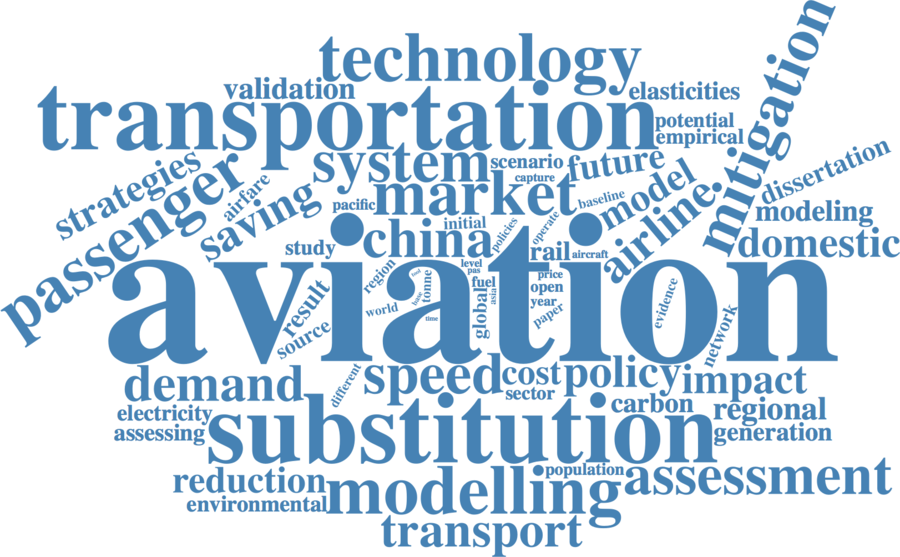 technology
validation
elasticities
transportation
potential
empirical
mitigation
strategies
system
scenario
future
dissertation
passenger
airfare
saving
capture
market
model
pacific
baseline
modeling
initial
policies
operate
airline
domestic
study
china
rail
aircraft
region
level
pas
price
aviation
tonne
fuel
asia
open
year
evidence
world
base
time
global
paper
result
source
network
demand
different
speed
cost
policy
impact
sector
electricity
carbon
regional
assessing
substitution
generation
reduction
population
assessment
environmental
modelling
transport